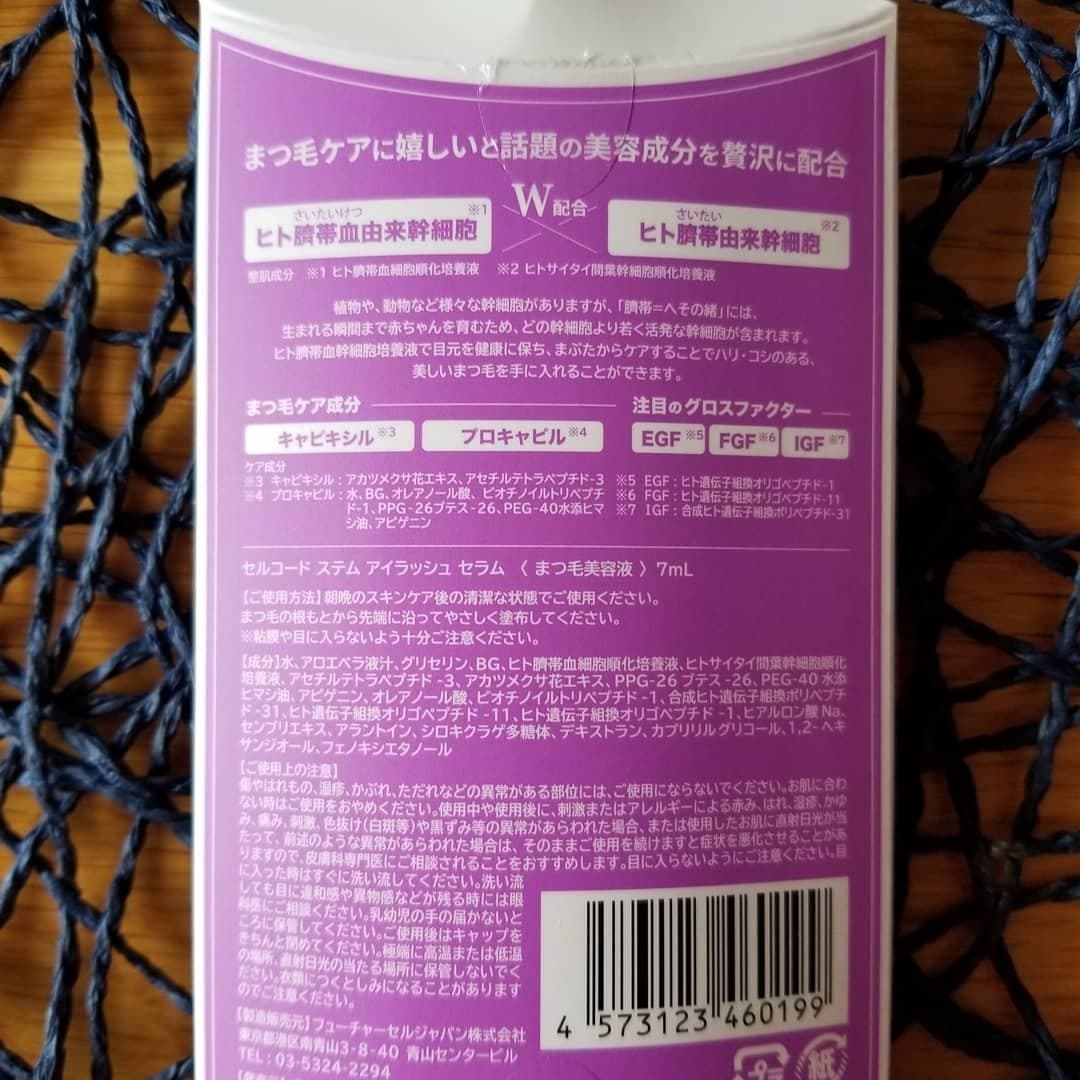 まつ毛ケアに嬉しいと話題の美容成分を贅沢に配合
さいたいけつ
ヒト臍帯血由来幹細胞※1
W配合
さいたい
ヒト臍帯由来幹細胞※2
整肌成分 ※1 ヒト臍帯血細胞順化培養液 ※2 ヒトサイタイ間葉幹細胞順化培養液
植物や、動物など様々な幹細胞がありますが、「臍帯=へその緒」には、
生まれる瞬間まで赤ちゃんを育むため、どの幹細胞より若く活発な幹細胞が含まれます。
ヒト臍帯血幹細胞培養液で目元を健康に保ち、まぶたからケアすることでハリ・コシのある、
美しいまつ毛を手に入れることができます。
まつ毛ケア成分
キャピキシル※3 プロキャピル※4
ケア成分
※3 キャピキシル:アカツメクサ花エキス、アセチルテトラペプチド-3
※4 プロキャピル:水、BG、オレアノール酸、ビオチノイルトリペプチ
ド-1、PPG-26ブテス-26、PEG-40水添ヒマ
シ油、アピゲニン
注目のグロスファクター
EGF※5 FGF※6 IGF※7
※5 EGF:ヒト遺伝子組換オリゴペプチド-1
※6 FGF:ヒト遺伝子組換オリゴペプチド-11
※7 IGF:合成ヒト遺伝子組換ポリペプチド-31
セルコード ステム アイラッシュ セラム 〈 まつ毛美容液 〉 7mL
【ご使用方法】朝晩のスキンケア後の清潔な状態でご使用ください。
まつ毛の根もとから先端に沿ってやさしく塗布してください。
※粘膜や目に入らないよう十分ご注意ください。
【成分】水、アロエベラ液汁、グリセリン、BG、ヒト臍帯血細胞順化培養液、ヒトサイタイ間葉幹細胞順化
培養液、アセチルテトラペプチド-3、アカツメクサ花エキス、PPG-26ブテス-26、PEG-40水添
ヒマシ油、アピゲニン、オレアノール酸、ビオチノイルトリペプチド-1、合成ヒト遺伝子組換ポリペプチ
ド-31、ヒト遺伝子組換オリゴペプチド-11、ヒト遺伝子組換オリゴペプチド-1、ヒアルロン酸Na、
センブリエキス、アラントイン、シロキクラゲ多糖体、デキストラン、カプリリルグリコール、1,2-ヘキ
サンジオール、フェノキシエタノール
【ご使用上の注意】
傷やはれもの、湿疹、かぶれ、ただれなどの異常がある部位には、ご使用にならないでください。お肌に合わ
ない時はご使用をおやめください。使用中や使用後に、刺激またはアレルギーによる赤み、はれ、湿疹、かゆ
み、痛み、刺激、色抜け(白斑等)や黒ずみ等の異常があらわれた場合、または使用したお肌に直射日光が当
たって、前述のような異常があらわれた場合は、そのままご使用を続けますと症状を悪化させることがあ
りますので、皮膚科専門医にご相談されることをおすすめします。目に入らないようにご注意ください。目
に入った時はすぐに洗い流してください。洗い流
しても目に違和感や異物感などが残る時には眼
科医にご相談ください。乳幼児の手の届かないと
ころに保管してください。ご使用後はキャップを
きちんと閉めてください。極端に高温または低温
の場所、直射日光の当たる場所に保管しないでく
ださい。衣類につくとしみになることがあります
のでご注意ください。
【製造販売元】フューチャーセルジャパン株式会社
東京都港区南青山3-8-40 青山センタービル
TEL:03-5324-2294
4 573123 460199
プラ
紙